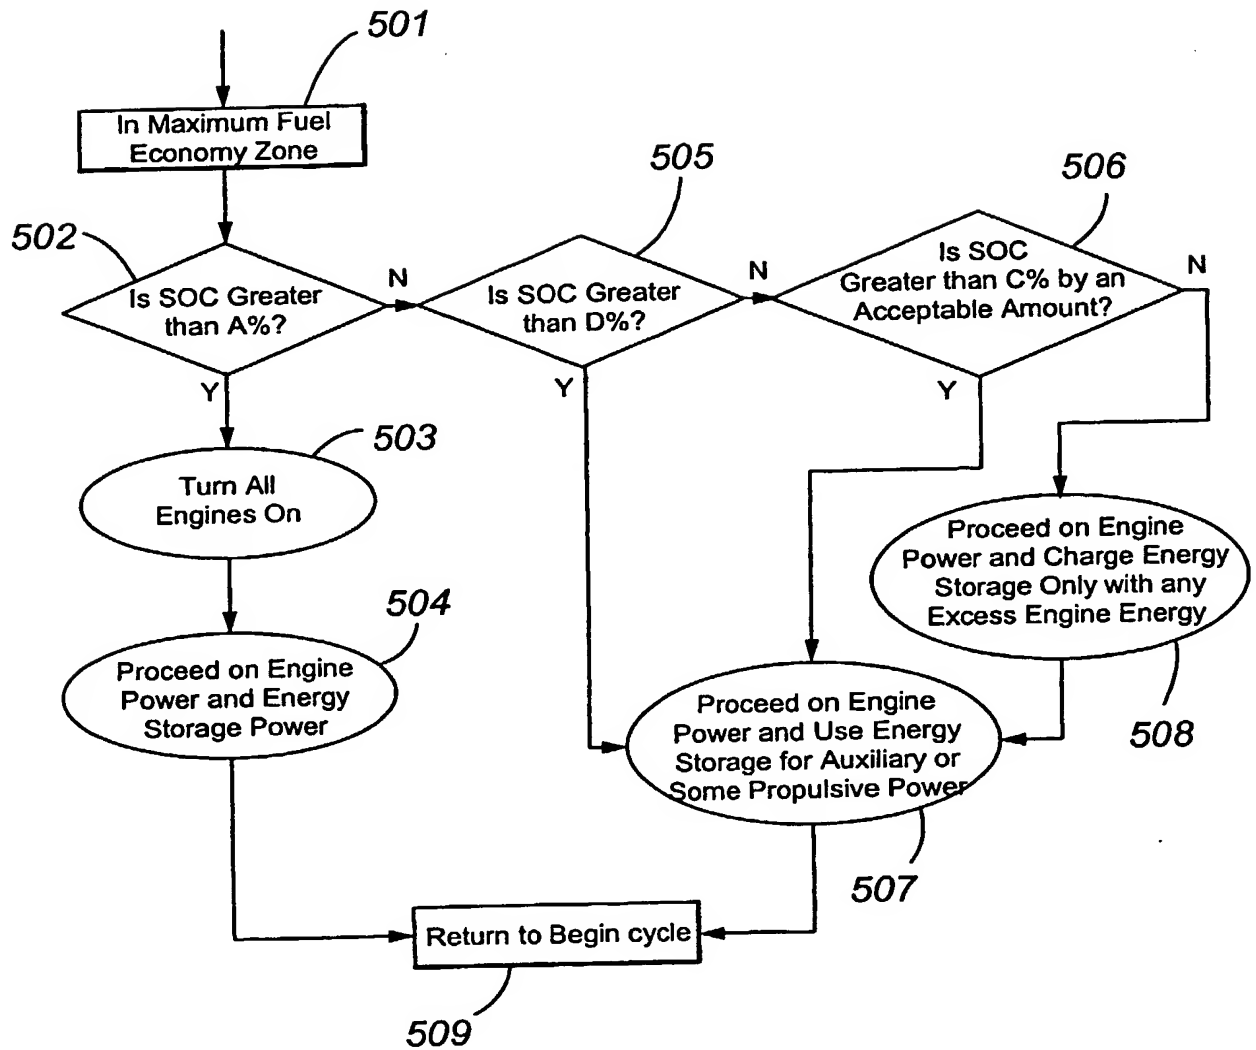 501
In Maximum Fuel
Economy Zone
502
Is SOC Greater
than A%?
N
505
Is SOC Greater
than D%?
N
506
Is SOC
Greater than C% by an
Acceptable Amount?
N
Y
Y
Y
503
Turn All
Engines On
504
Proceed on Engine
Power and Energy
Storage Power
Proceed on Engine
Power and Charge Energy
Storage Only with any
Excess Engine Energy
508
Proceed on Engine
Power and Use Energy
Storage for Auxiliary or
Some Propulsive Power
507
Return to Begin cycle
509